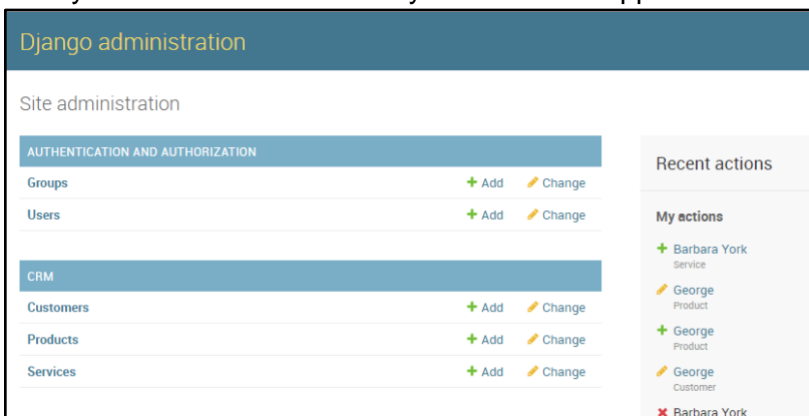 Django administration
Site administration
AUTHENTICATION AND AUTHORIZATION
Groups + Add Change
Users + Add Change
CRM
Customers + Add Change
Products + Add Change
Services + Add Change
Recent actions
My actions
+ Barbara York
Service
George
Product
+ George
Product
George
Customer
Barbara York